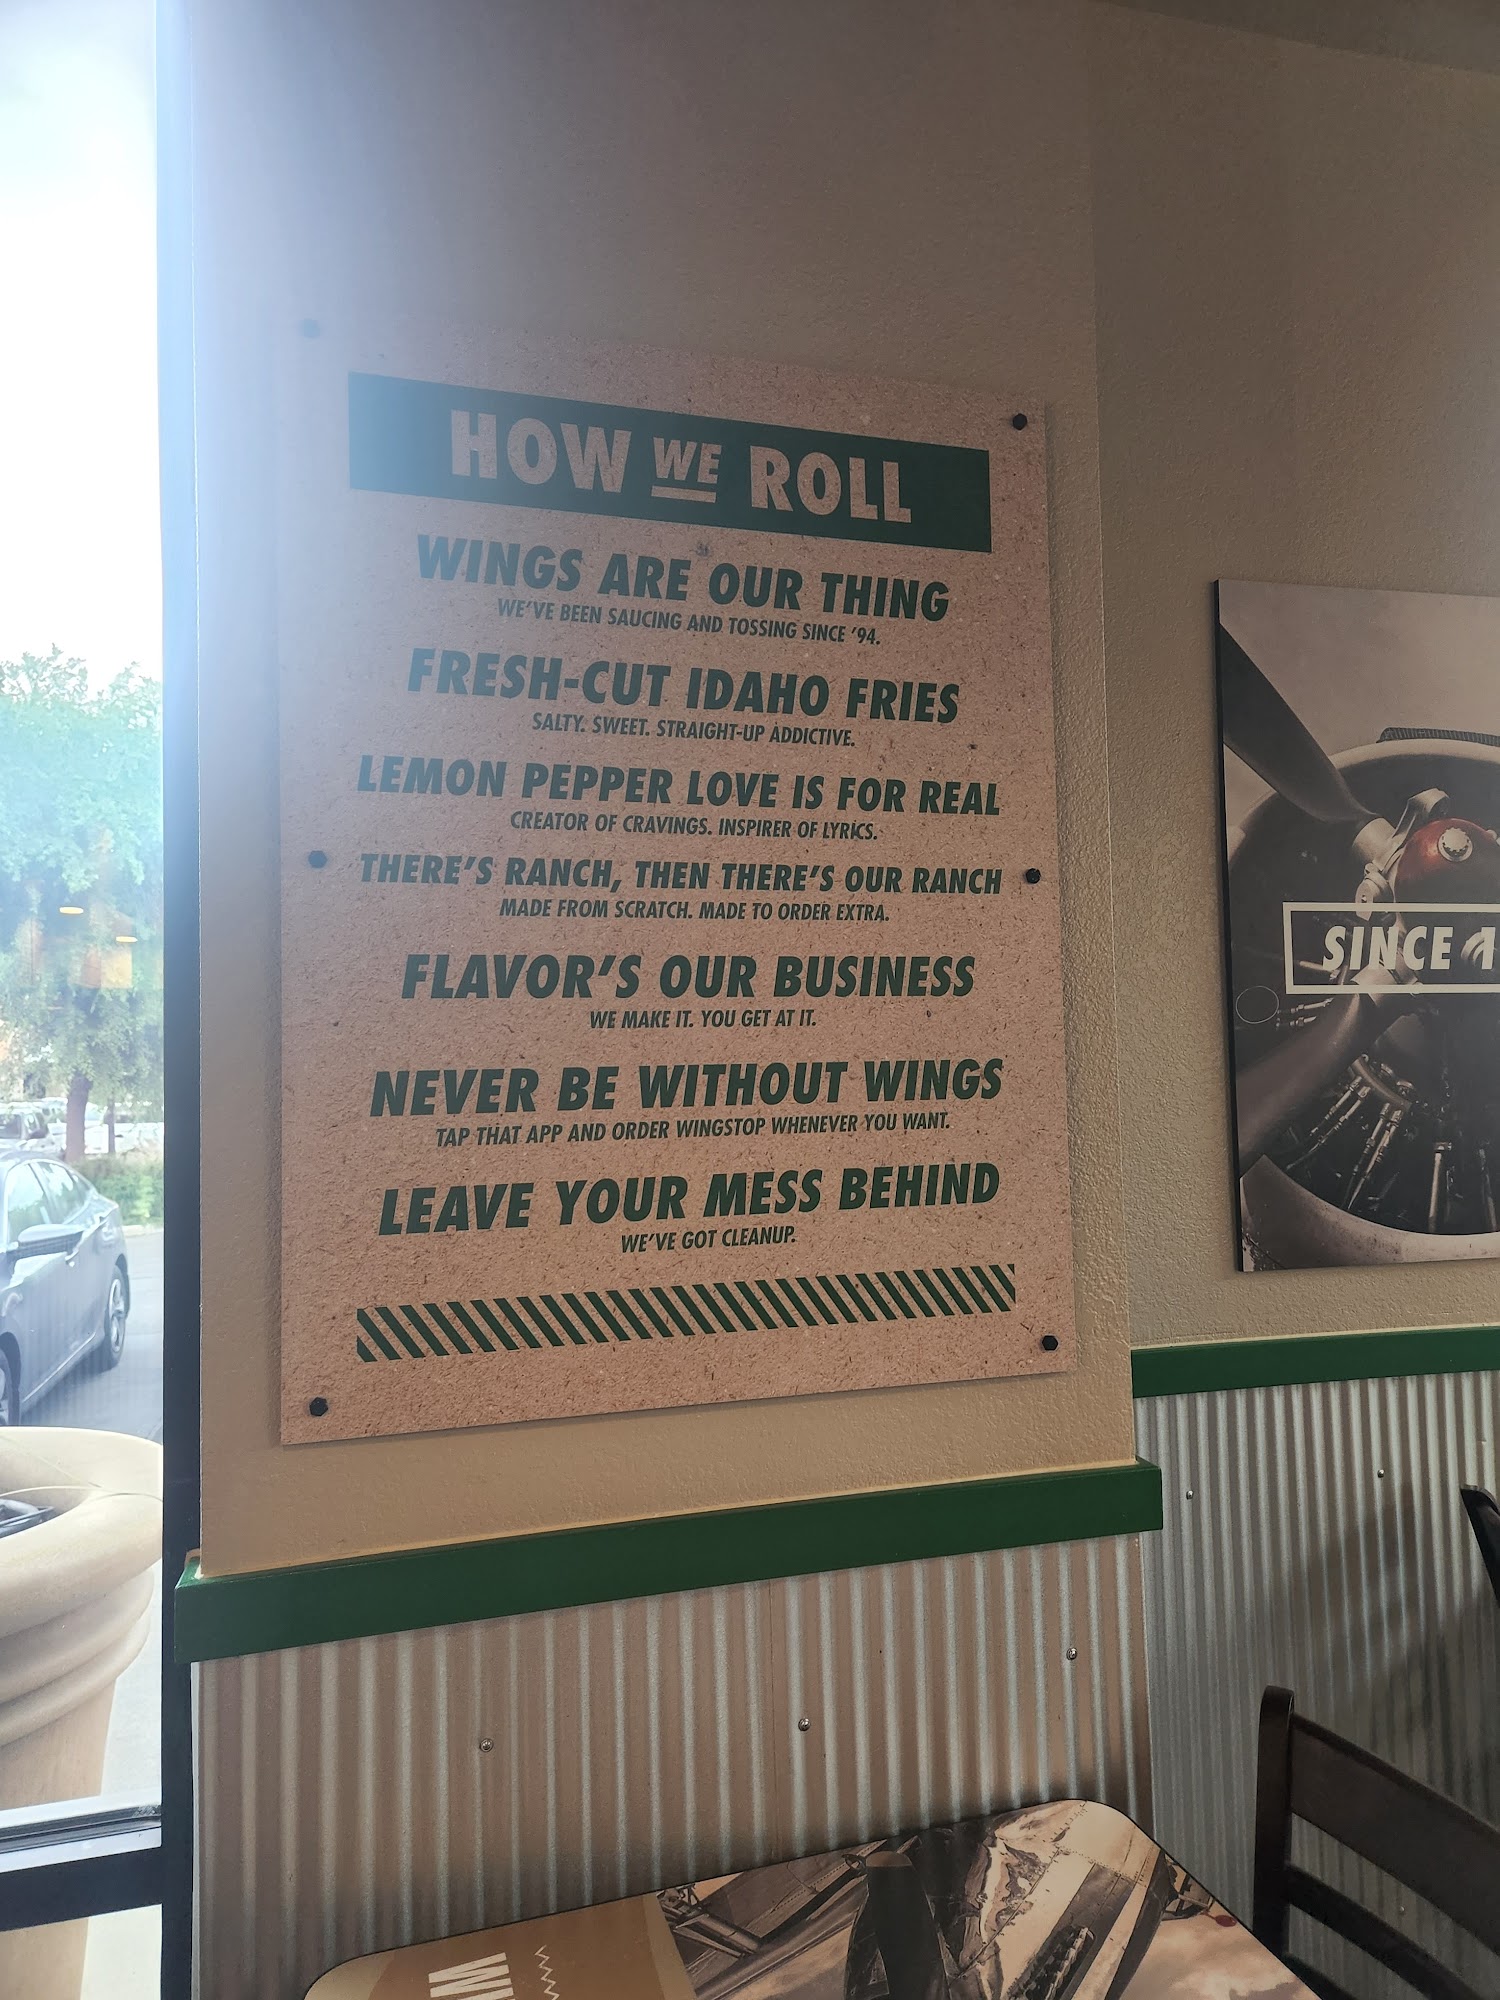 HOW WE ROLL
WINGS ARE OUR THING
WE'VE BEEN SAUCING AND TOSSING SINCE '94.
FRESH-CUT IDAHO FRIES
SALTY. SWEET. STRAIGHT-UP ADDICTIVE.
LEMON PEPPER LOVE IS FOR REAL
CREATOR OF CRAVINGS. INSPIRER OF LYRICS.
THERE'S RANCH, THEN THERE'S OUR RANCH
MADE FROM SCRATCH. MADE TO ORDER EXTRA.
FLAVOR'S OUR BUSINESS
WE MAKE IT. YOU GET AT IT.
NEVER BE WITHOUT WINGS
TAP THAT APP AND ORDER WINGSTOP WHENEVER YOU WANT.
LEAVE YOUR MESS BEHIND
WE'VE GOT CLEANUP.
SINCE 1